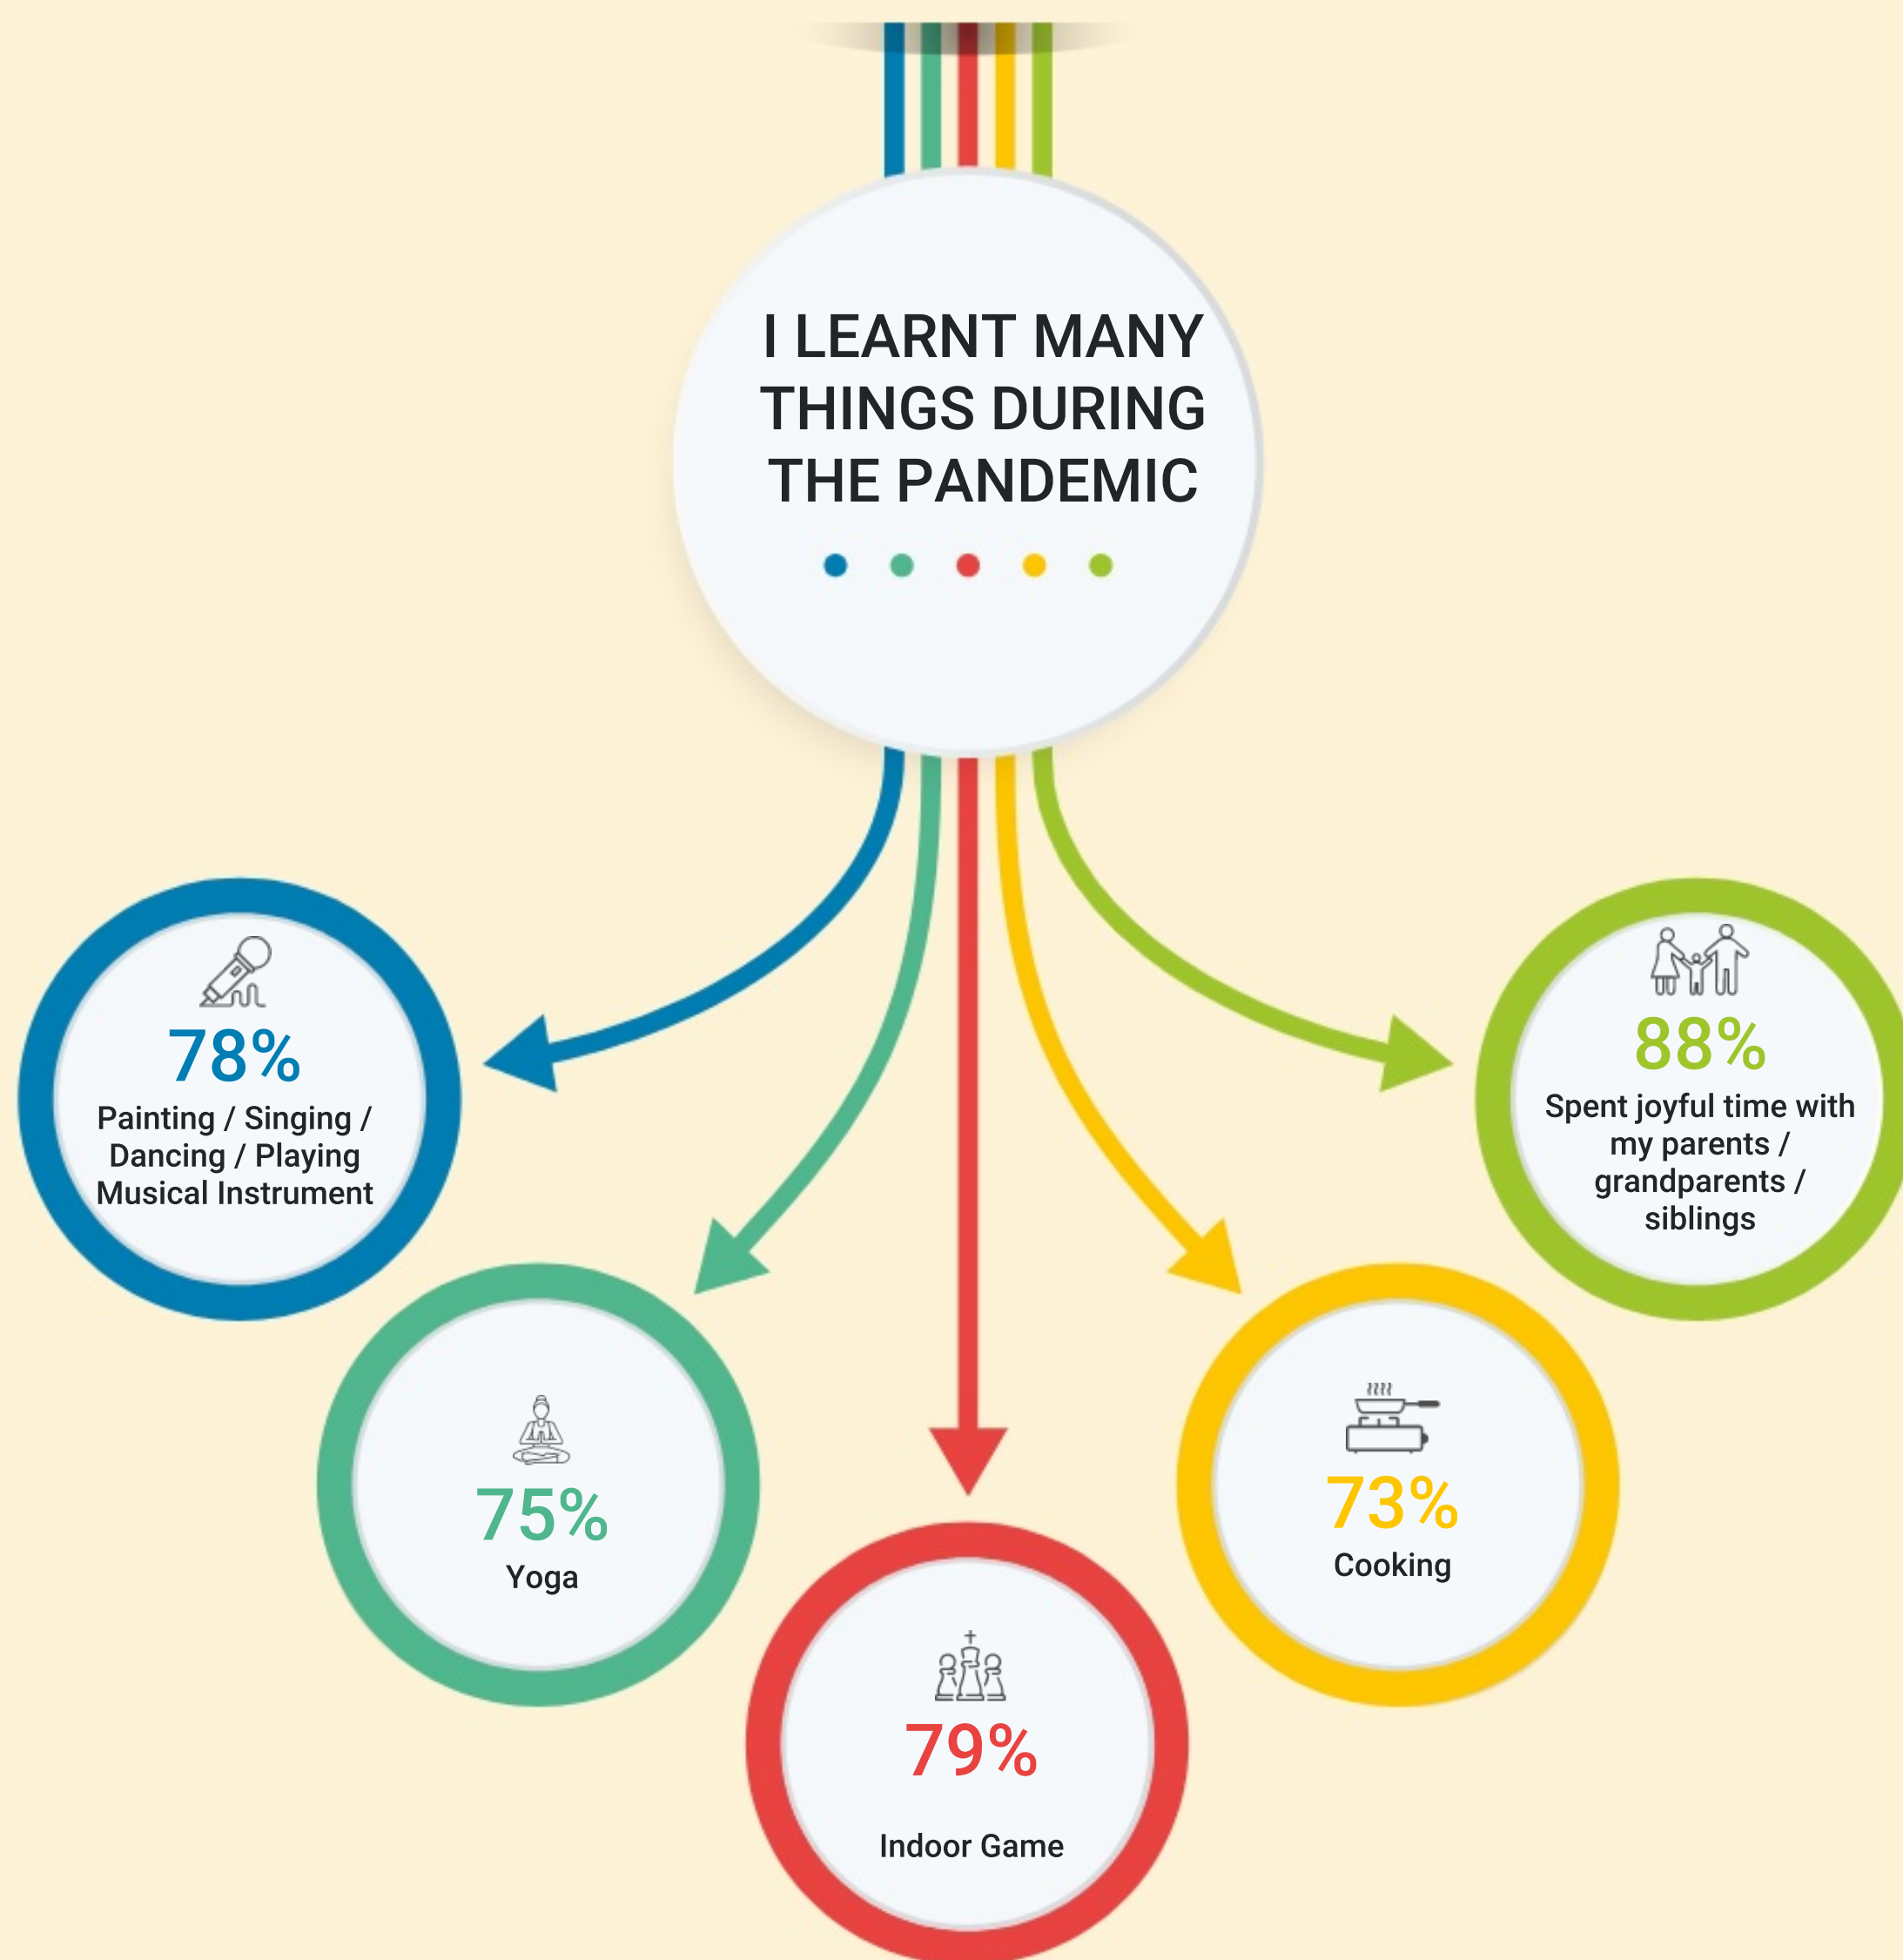 I LEARNT MANY
THINGS DURING
THE PANDEMIC
78%
Painting / Singing /
Dancing / Playing
Musical Instrument
75%
Yoga
79%
Indoor Game
73%
Cooking
88%
Spent joyful time with
my parents /
grandparents /
siblings